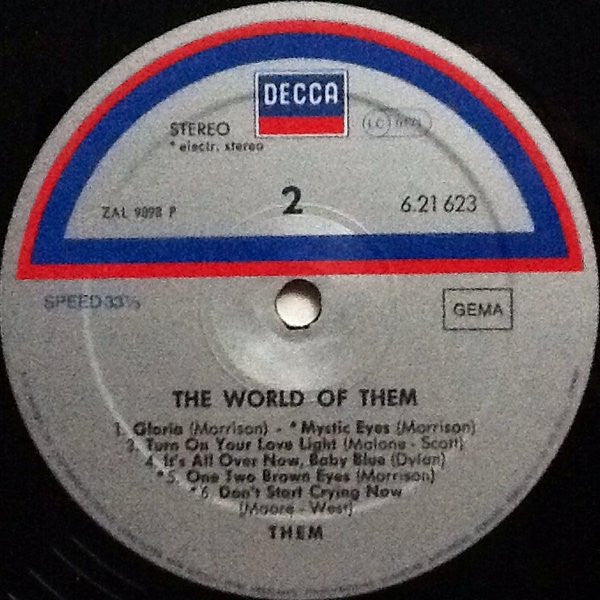 DECCA
STEREO
* electr. stereo
LC
2
ZAL 9898 P
6.21 623
SPEED 33⅓
GEMA
THE WORLD OF THEM
1. Gloria (Morrison) - * Mystic Eyes (Morrison)
3. Turn On Your Love Light (Malone - Scott)
4. It's All Over Now, Baby Blue (Dylan)
* 5. One Two Brown Eyes (Morrison)
* 6. Don't Start Crying Now
(Moore - West)
THEM